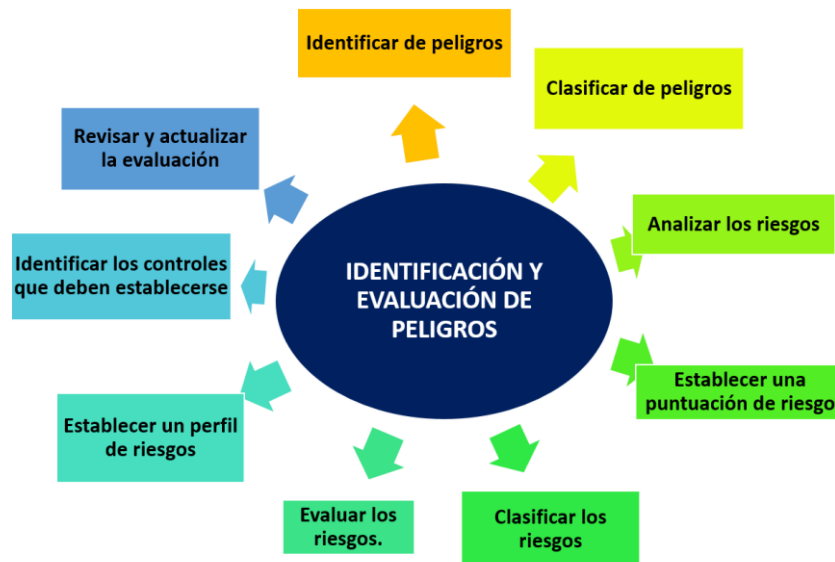 Identificar de peligros
Clasificar de peligros
Revisar y actualizar
la evaluación
Analizar los riesgos
Identificar los controles
que deben establecerse
IDENTIFICACIÓN Y
EVALUACIÓN DE
PELIGROS
Establecer una
puntuación de riesgo
Establecer un perfil
de riesgos
Evaluar los
riesgos.
Clasificar los
riesgos